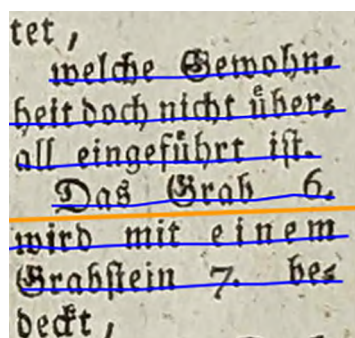 tet,
welche Gewohn-
heit doch nicht über-
all eingeführt ist.
Das Grab 6.
wird mit einem
Grabstein 7. be-
deckt,